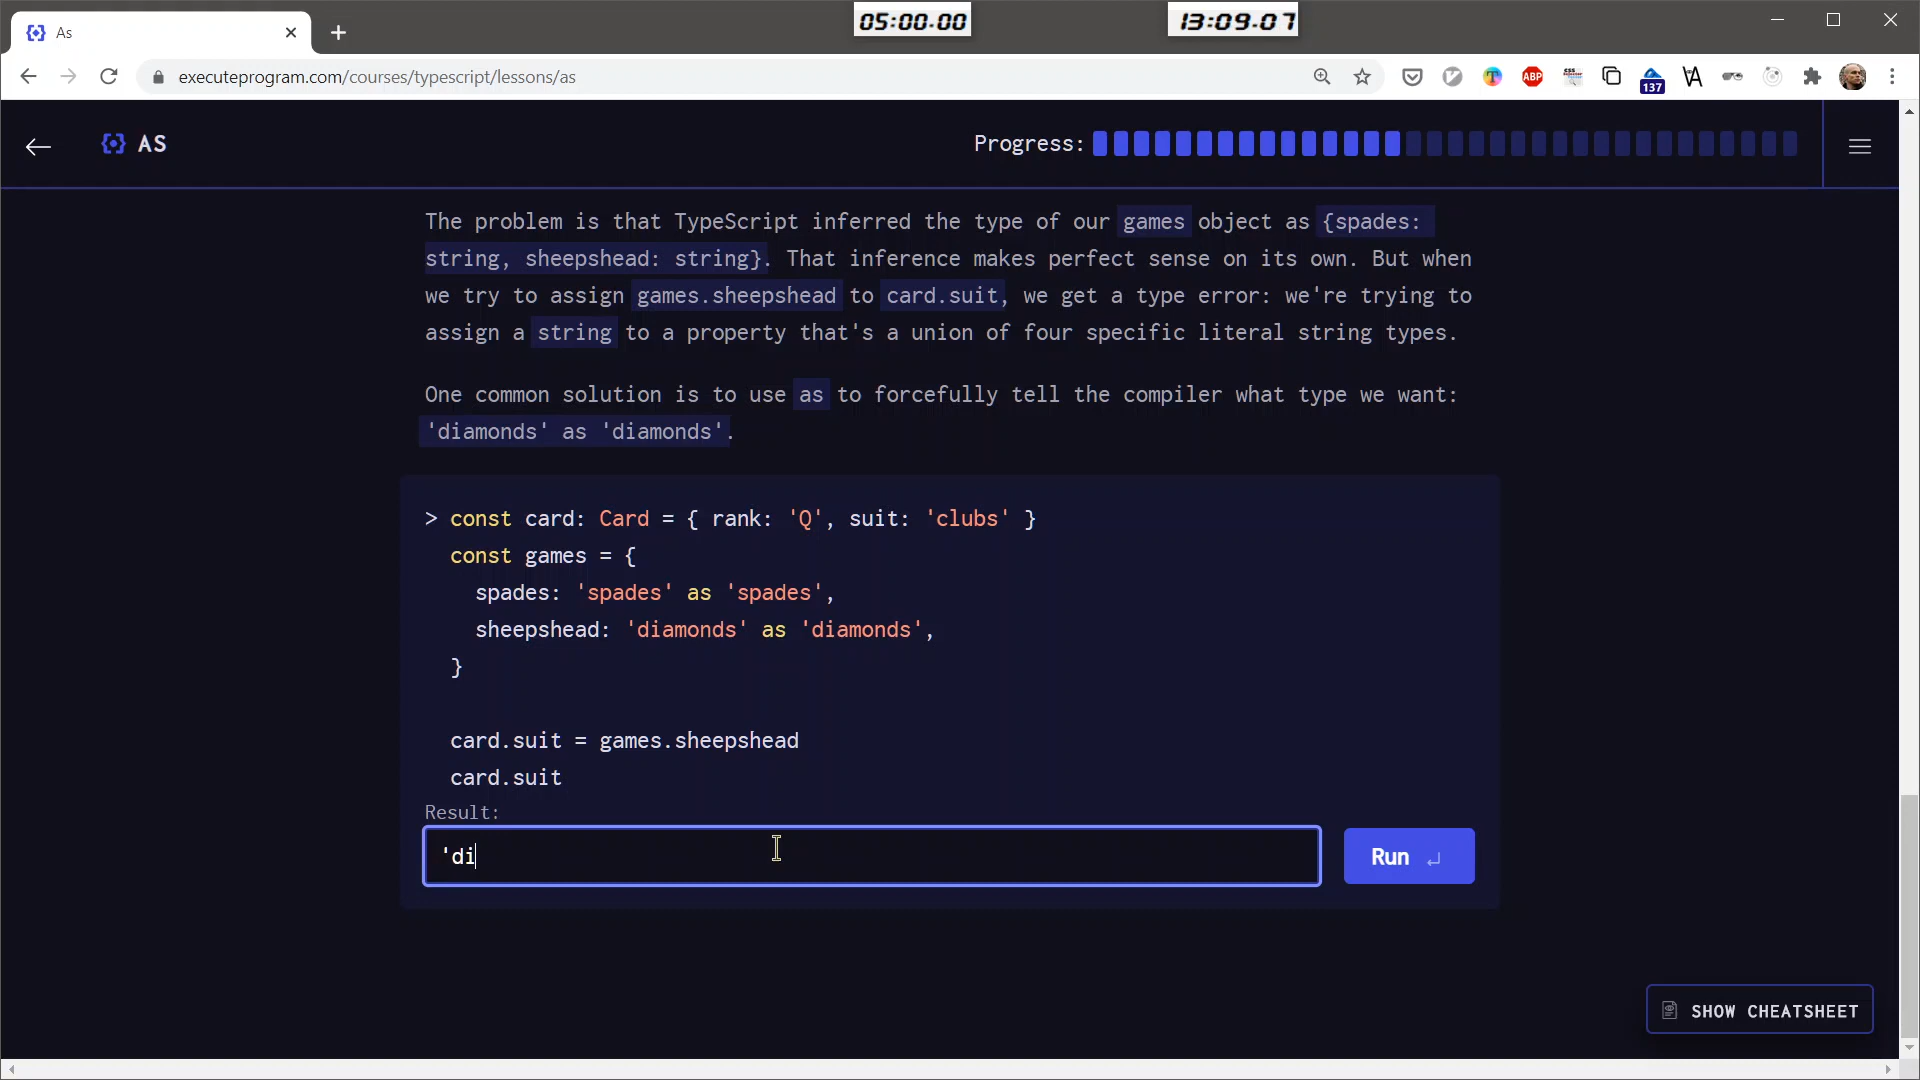 05:00.00
13:09.07
As
executeprogram.com/courses/typescript/lessons/as
ABP
137
AS
Progress:
The problem is that TypeScript inferred the type of our games object as {spades:
string, sheepshead: string}. That inference makes perfect sense on its own. But when
we try to assign games.sheepshead to card.suit, we get a type error: we're trying to
assign a string to a property that's a union of four specific literal string types.
One common solution is to use as to forcefully tell the compiler what type we want:
'diamonds' as 'diamonds'.
> const card: Card = { rank: 'Q', suit: 'clubs' }
const games = {
spades: 'spades' as 'spades',
sheepshead: 'diamonds' as 'diamonds',
}
card.suit = games.sheepshead
card.suit
Result:
'di
Run
SHOW CHEATSHEET